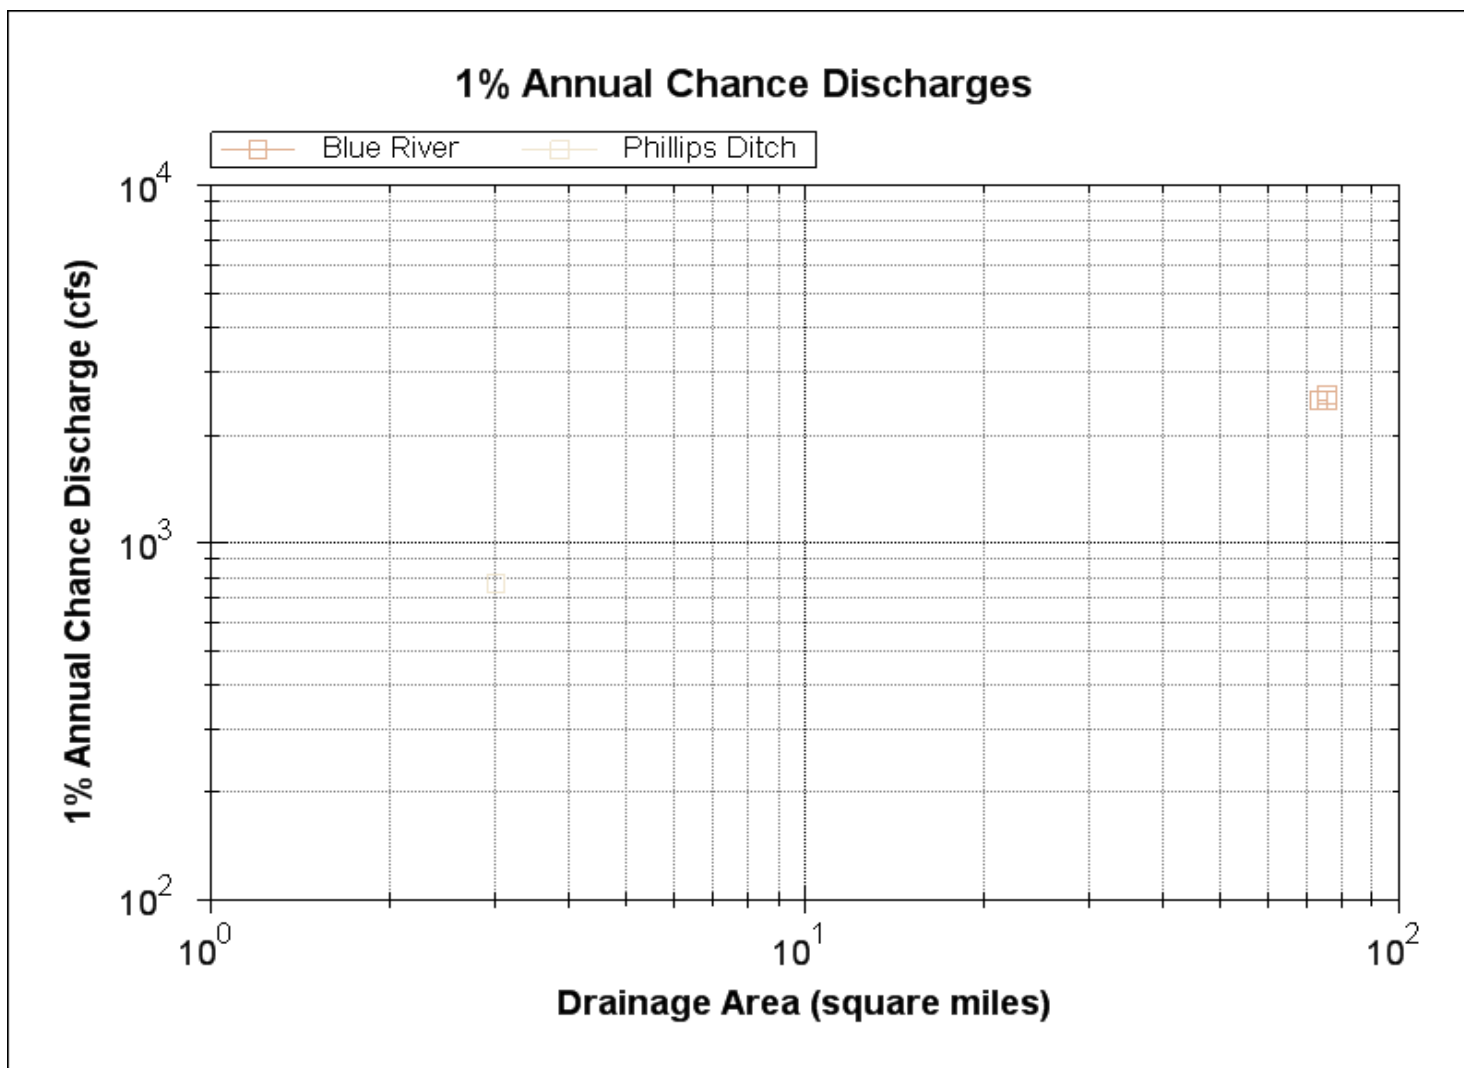 1% Annual Chance Discharges
Blue River Phillips Ditch
10^4
10^3
10^2
1% Annual Chance Discharge (cfs)
10^0 10^1 10^2
Drainage Area (square miles)